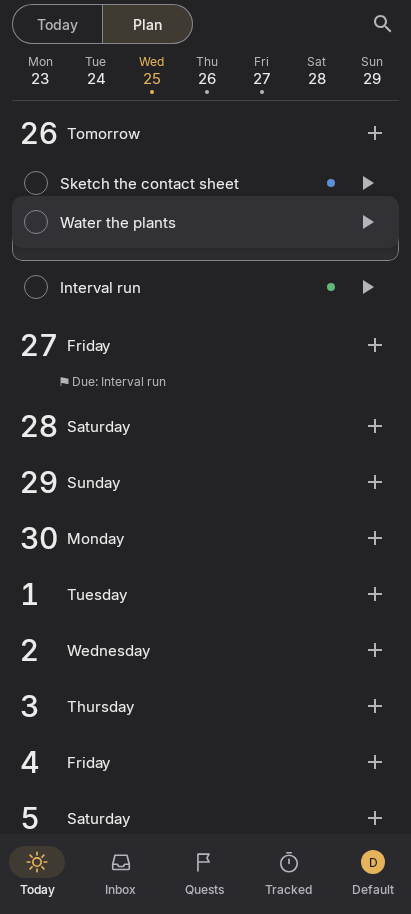 Today Plan
Mon Tue Wed Thu Fri Sat Sun
23 24 25 26 27 28 29
26 Tomorrow
Sketch the contact sheet
Water the plants
Interval run
27 Friday
Due: Interval run
28 Saturday
29 Sunday
30 Monday
1 Tuesday
2 Wednesday
3 Thursday
4 Friday
5 Saturday
D
Today Inbox Quests Tracked Default